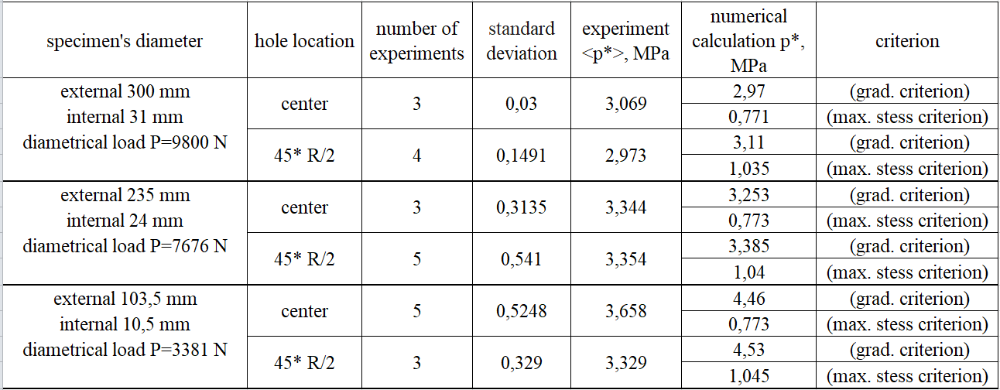 specimen's diameter
hole location
number of
experiments
standard
deviation
experiment
<p*>, MPa
numerical
calculation p*,
MPa
criterion
external 300 mm
internal 31 mm
diametrical load P=9800 N
center
3
0,03
3,069
2,97
(grad. criterion)
0,771
(max. stess criterion)
45* R/2
4
0,1491
2,973
3,11
(grad. criterion)
1,035
(max. stess criterion)
external 235 mm
internal 24 mm
diametrical load P=7676 N
center
3
0,3135
3,344
3,253
(grad. criterion)
0,773
(max. stess criterion)
45* R/2
5
0,541
3,354
3,385
(grad. criterion)
1,04
(max. stess criterion)
external 103,5 mm
internal 10,5 mm
diametrical load P=3381 N
center
5
0,5248
3,658
4,46
(grad. criterion)
0,773
(max. stess criterion)
45* R/2
3
0,329
3,329
4,53
(grad. criterion)
1,045
(max. stess criterion)